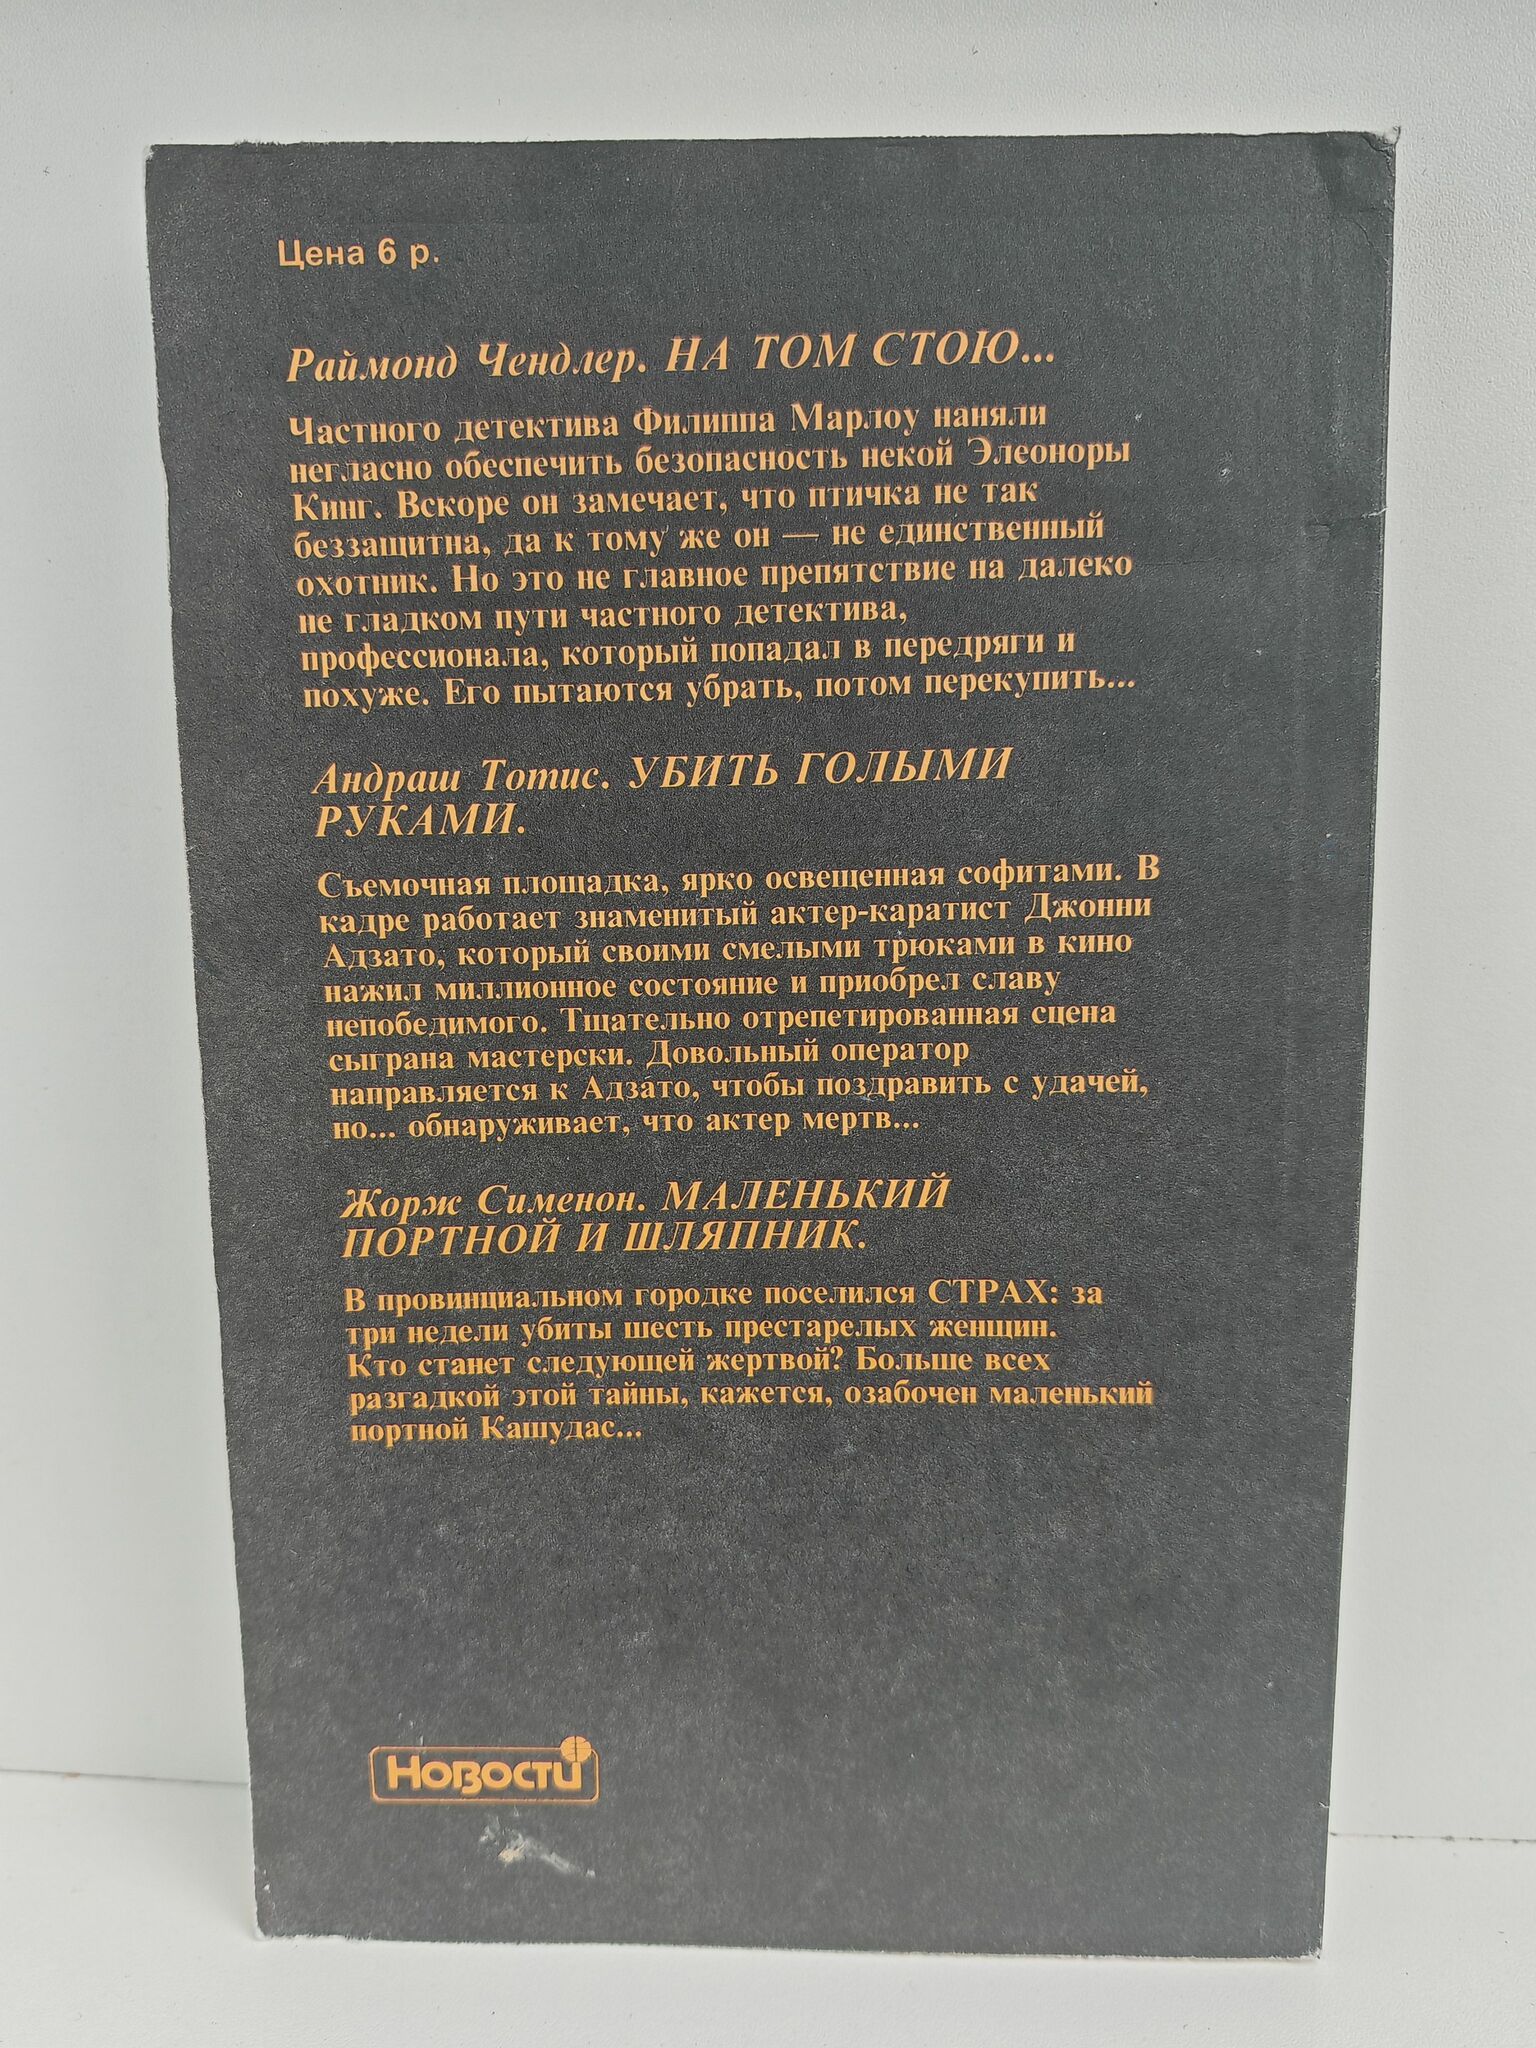 Цена 6 р.
Раймонд Чендлер. НА ТОМ СТОЮ...
Частного детектива Филиппа Марлоу наняли
негласно обеспечить безопасность некой Элеоноры
Кинг. Вскоре он замечает, что птичка не так
беззащитна, да к тому же он — не единственный
охотник. Но это не главное препятствие на далеко
не гладком пути частного детектива,
профессионала, который попадал в передряги и
похуже. Его пытаются убрать, потом перекупить...
Андраш Тотис. УБИТЬ ГОЛЫМИ
РУКАМИ.
Съемочная площадка, ярко освещенная софитами. В
кадре работает знаменитый актер-каратист Джонни
Адзато, который своими смелыми трюками в кино
нажил миллионное состояние и приобрел славу
непобедимого. Тщательно отрепетированная сцена
сыграна мастерски. Довольный оператор
направляется к Адзато, чтобы поздравить с удачей,
но... обнаруживает, что актер мертв...
Жорж Сименон. МАЛЕНЬКИЙ
ПОРТНОЙ И ШЛЯПНИК.
В провинциальном городке поселился СТРАХ: за
три недели убиты шесть престарелых женщин.
Кто станет следующей жертвой? Больше всех
разгадкой этой тайны, кажется, озабочен маленький
портной Кашудас...
Новости